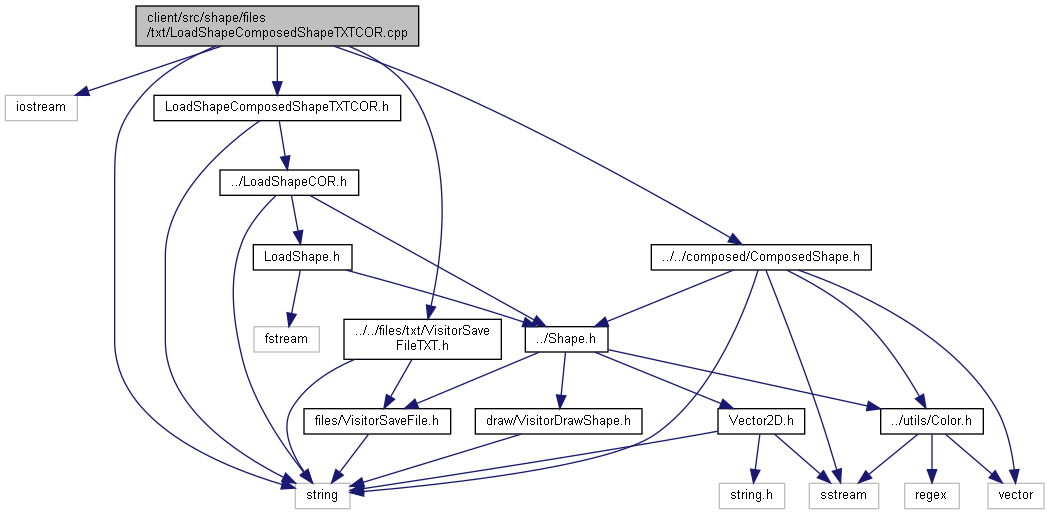 client/src/shape/files
/txt/LoadShapeComposedShapeTXTCOR.cpp
iostream
LoadShapeComposedShapeTXTCOR.h
../LoadShapeCOR.h
LoadShape.h
../../composed/ComposedShape.h
fstream
../../files/txt/VisitorSave
FileTXT.h
../Shape.h
files/VisitorSaveFile.h
draw/VisitorDrawShape.h
Vector2D.h
../utils/Color.h
string
string.h
sstream
regex
vector